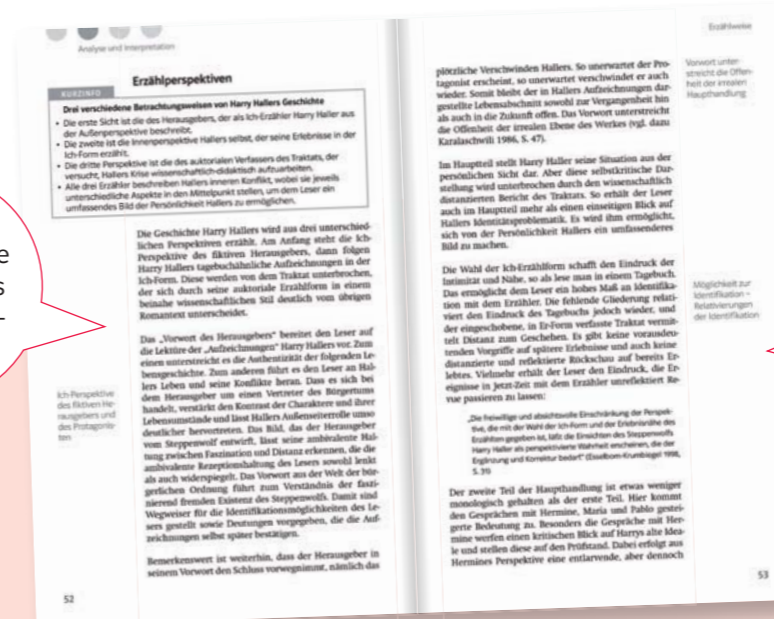 e
s
-
Analyse und Interpretation
Erzählperspektiven
KURZINFO
Drei verschiedene Betrachtungsweisen von Harry Hallers Geschichte
• Die erste Sicht ist die des Herausgebers, der als Ich-Erzähler Harry Haller aus
der Außenperspektive beschreibt.
• Die zweite ist die Innenperspektive Hallers selbst, der seine Erlebnisse in der
Ich-Form erzählt.
• Die dritte Perspektive ist die des auktorialen Verfassers des Traktats, der
versucht, Hallers Krise wissenschaftlich-didaktisch aufzuarbeiten.
• Alle drei Erzähler beschreiben Hallers inneren Konflikt, wobei sie jeweils
unterschiedliche Aspekte in den Mittelpunkt stellen, um dem Leser ein
umfassendes Bild der Persönlichkeit Hallers zu ermöglichen.
Die Geschichte Harry Hallers wird aus drei unterschied-
lichen Perspektiven erzählt. Am Anfang steht die Ich-
Perspektive des fiktiven Herausgebers, dann folgen
Harry Hallers tagebuchähnliche Aufzeichnungen in der
Ich-Form. Diese werden von dem Traktat unterbrochen,
der sich durch seine auktoriale Erzählform in einem
beinahe wissenschaftlichen Stil deutlich vom übrigen
Romantext unterscheidet.
Das „Vorwort des Herausgebers“ bereitet den Leser auf
die Lektüre der „Aufzeichnungen“ Harry Hallers vor. Zum
einen unterstreicht es die Authentizität der folgenden Le-
bensgeschichte. Zum anderen führt es den Leser an Hal-
lers Leben und seine Konflikte heran. Dass es sich bei
dem Herausgeber um einen Vertreter des Bürgertums
handelt, verstärkt den Kontrast der Charaktere und ihrer
Lebensumstände und lässt Hallers Außenseiterrolle umso
deutlicher hervortreten. Das Bild, das der Herausgeber
vom Steppenwolf entwirft, lässt seine ambivalente Hal-
tung zwischen Faszination und Distanz erkennen, die die
ambivalente Rezeptionshaltung des Lesers sowohl lenkt
als auch widerspiegelt. Das Vorwort aus der Welt der bür-
gerlichen Ordnung führt zum Verständnis der faszi-
nierend fremden Existenz des Steppenwolfs. Damit sind
Wegweiser für die Identifikationsmöglichkeiten des Le-
sers gestellt sowie Deutungen vorgegeben, die die Auf-
zeichnungen selbst später bestätigen.
Bemerkenswert ist weiterhin, dass der Herausgeber in
seinem Vorwort den Schluss vorwegnimmt, nämlich das
Ich-Perspektive
des fiktiven He-
rausgebers und
des Protagonis-
ten
52
Erzählweise
plötzliche Verschwinden Hallers. So unerwartet der Pro-
tagonist erscheint, so unerwartet verschwindet er auch
wieder. Somit bleibt der in Hallers Aufzeichnungen dar-
gestellte Lebensabschnitt sowohl zur Vergangenheit hin
als auch in die Zukunft offen. Das Vorwort unterstreicht
die Offenheit der irrealen Ebene des Werkes (vgl. dazu
Karalaschwili 1986, S. 47).
Vorwort unter-
streicht die Offen-
heit der irrealen
Haupthandlung
Im Hauptteil stellt Harry Haller seine Situation aus der
persönlichen Sicht dar. Aber diese selbstkritische Dar-
stellung wird unterbrochen durch den wissenschaftlich
distanzierten Bericht des Traktats. So erhält der Leser
auch im Hauptteil mehr als einen einseitigen Blick auf
Hallers Identitätsproblematik. Es wird ihm ermöglicht,
sich von der Persönlichkeit Hallers ein umfassenderes
Bild zu machen.
Die Wahl der Ich-Erzählform schafft den Eindruck der
Intimität und Nähe, so als lese man in einem Tagebuch.
Das ermöglicht dem Leser ein hohes Maß an Identifika-
tion mit dem Erzähler. Die fehlende Gliederung relati-
viert den Eindruck des Tagebuchs jedoch wieder, und
der eingeschobene, in Er-Form verfasste Traktat vermit-
telt Distanz zum Geschehen. Es gibt keine vorausdeu-
tenden Vorgriffe auf spätere Erlebnisse und auch keine
distanzierte und reflektierte Rückschau auf bereits Er-
lebtes. Vielmehr erhält der Leser den Eindruck, die Er-
eignisse in Jetzt-Zeit mit dem Erzähler unreflektiert Re-
vue passieren zu lassen:
Möglichkeit zur
Identifikation –
Relativierungen
der Identifikation
„Die freiwillige und absichtsvolle Einschränkung der Perspek-
tive, die mit der Wahl der Ich-Form und der Erlebnisnähe des
Erzählten gegeben ist, läßt die Einsichten des Steppenwolfs
Harry Haller als perspektivierte Wahrheit erscheinen, die der
Ergänzung und Korrektur bedarf“ (Esselborn-Krumbiegel 1998,
S. 31)
Der zweite Teil der Haupthandlung ist etwas weniger
monologisch gehalten als der erste Teil. Hier kommt
den Gesprächen mit Hermine, Maria und Pablo gestei-
gerte Bedeutung zu. Besonders die Gespräche mit Her-
mine werfen einen kritischen Blick auf Harrys alte Idea-
le und stellen diese auf den Prüfstand. Dabei erfolgt aus
Hermines Perspektive eine entlarvende, aber dennoch
53